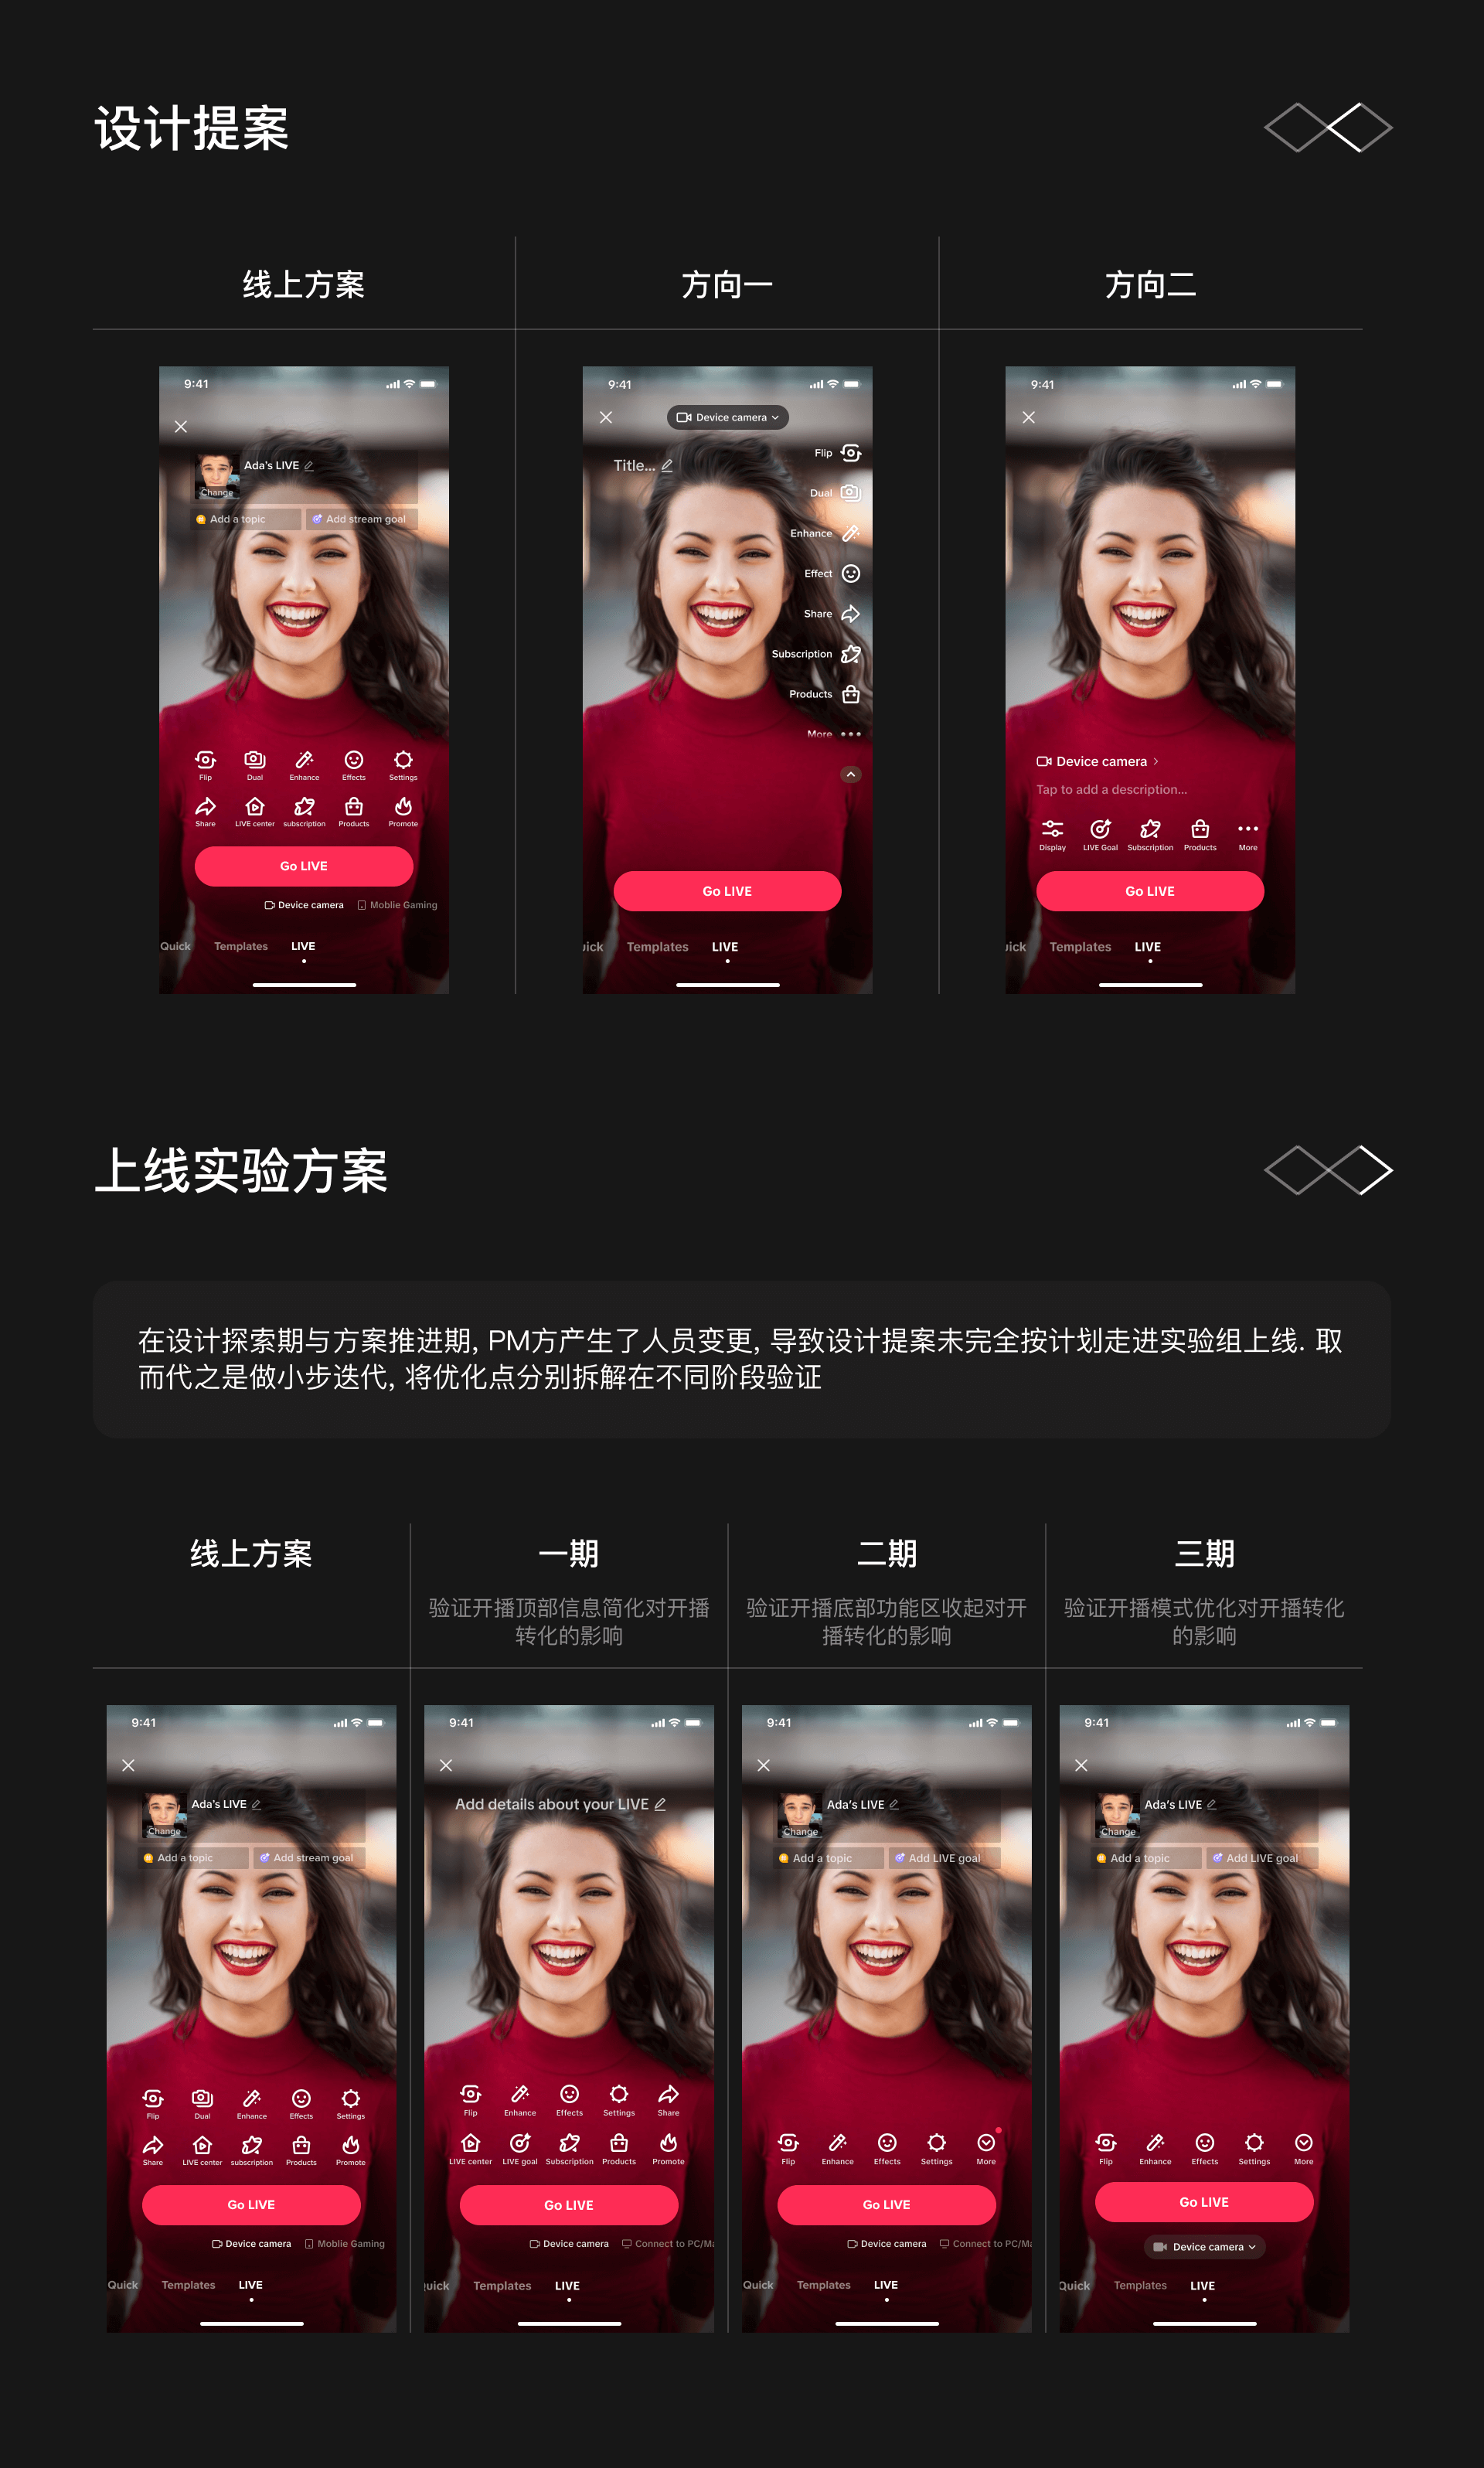 设计提案
线上方案
方向一
方向二
9:41
Ada's LIVE
Change
Add a topic
Add stream goal
Flip
Dual
Enhance
Effects
Settings
Share
LIVE center
subscription
Products
Promote
Go LIVE
Device camera
Moblie Gaming
Quick
Templates
LIVE
9:41
Device camera
Title...
Flip
Dual
Enhance
Effect
Share
Subscription
Products
More
Go LIVE
uick
Templates
LIVE
9:41
Device camera
Tap to add a description...
Display
LIVE Goal
Subscription
Products
More
Go LIVE
uick
Templates
LIVE
上线实验方案
在设计探索期与方案推进期, PM方产生了人员变更, 导致设计提案未完全按计划走进实验组上线. 取
而代之是做小步迭代, 将优化点分别拆解在不同阶段验证
线上方案
一期
验证开播顶部信息简化对开播
转化的影响
二期
验证开播底部功能区收起对开
播转化的影响
三期
验证开播模式优化对开播转化
的影响
9:41
Ada's LIVE
Change
Add a topic
Add stream goal
Flip
Dual
Enhance
Effects
Settings
Share
LIVE center
subscription
Products
Promote
Go LIVE
Device camera
Moblie Gaming
Quick
Templates
LIVE
9:41
Add details about your LIVE
Flip
Enhance
Effects
Settings
Share
LIVE center
LIVE goal
Subscription
Products
Promote
Go LIVE
Device camera
Connect to PC/Ma
uick
Templates
LIVE
9:41
Ada's LIVE
Change
Add a topic
Add LIVE goal
Flip
Enhance
Effects
Settings
More
Go LIVE
Device camera
Connect to PC/Ma
Quick
Templates
LIVE
9:41
Ada's LIVE
Change
Add a topic
Add LIVE goal
Flip
Enhance
Effects
Settings
More
Go LIVE
Device camera
Quick
Templates
LIVE